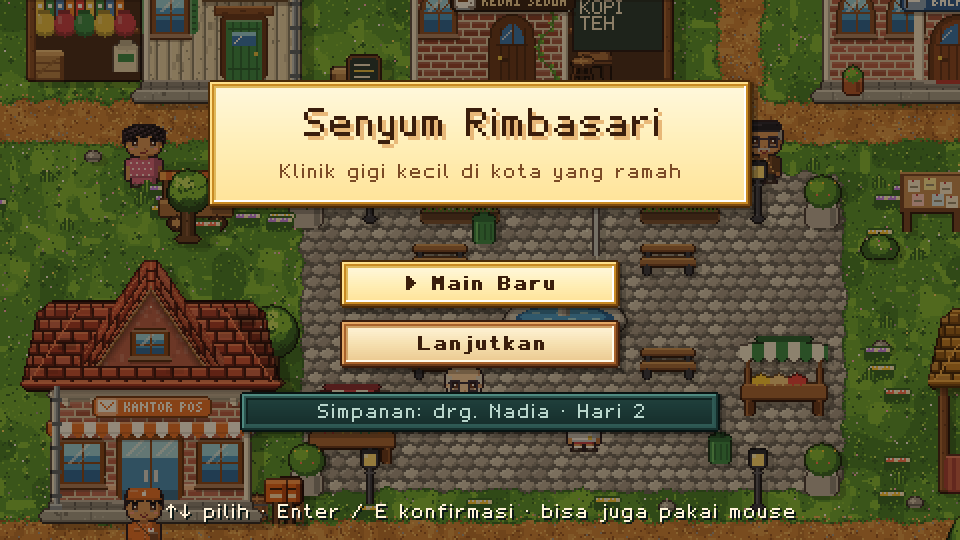 KEDAI SEDUH
KOPI
TEH
Senyum Rimbasari
Klinik gigi kecil di kota yang ramah
▶ Main Baru
Lanjutkan
KANTOR POS
Simpanan: drg. Nadia · Hari 2
↑↓ pilih · Enter / E konfirmasi · bisa juga pakai mouse